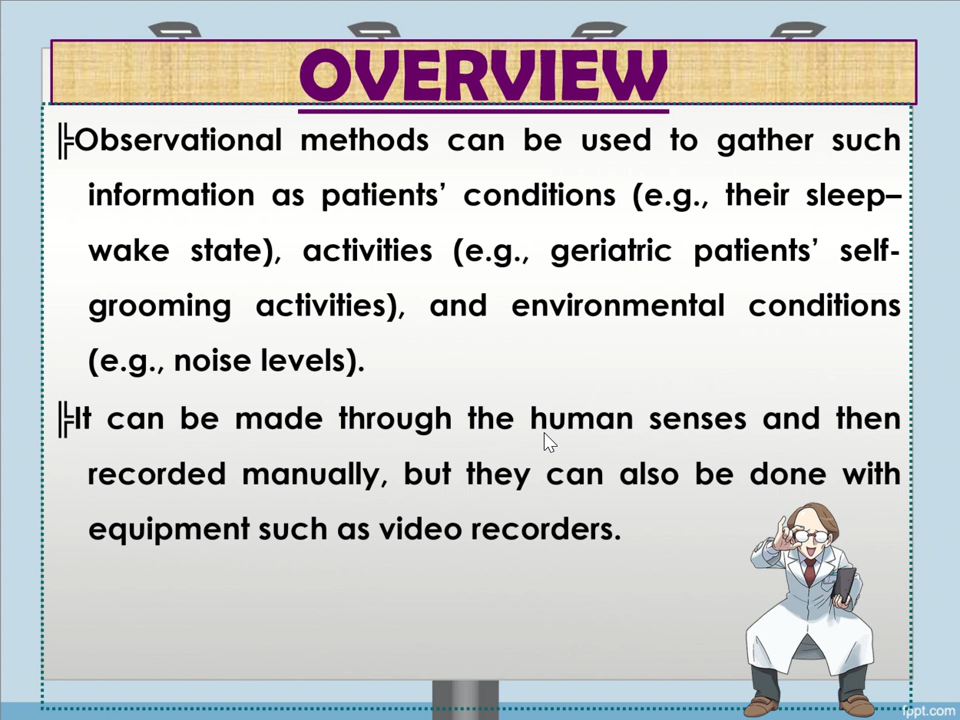 OVERVIEW
╠Observational methods can be used to gather such
information as patients’ conditions (e.g., their sleep–
wake state), activities (e.g., geriatric patients’ self-
grooming activities), and environmental conditions
(e.g., noise levels).
╠It can be made through the human senses and then
recorded manually, but they can also be done with
equipment such as video recorders.
fppt.com